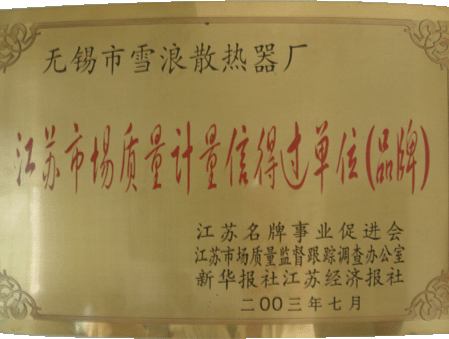 无锡市雪浪散热器厂
江苏市场质量计量信得过单位(品牌)
江苏名牌事业促进会
江苏市场质量监督跟踪调查办公室
新华报社江苏经济报社
二OO三年七月